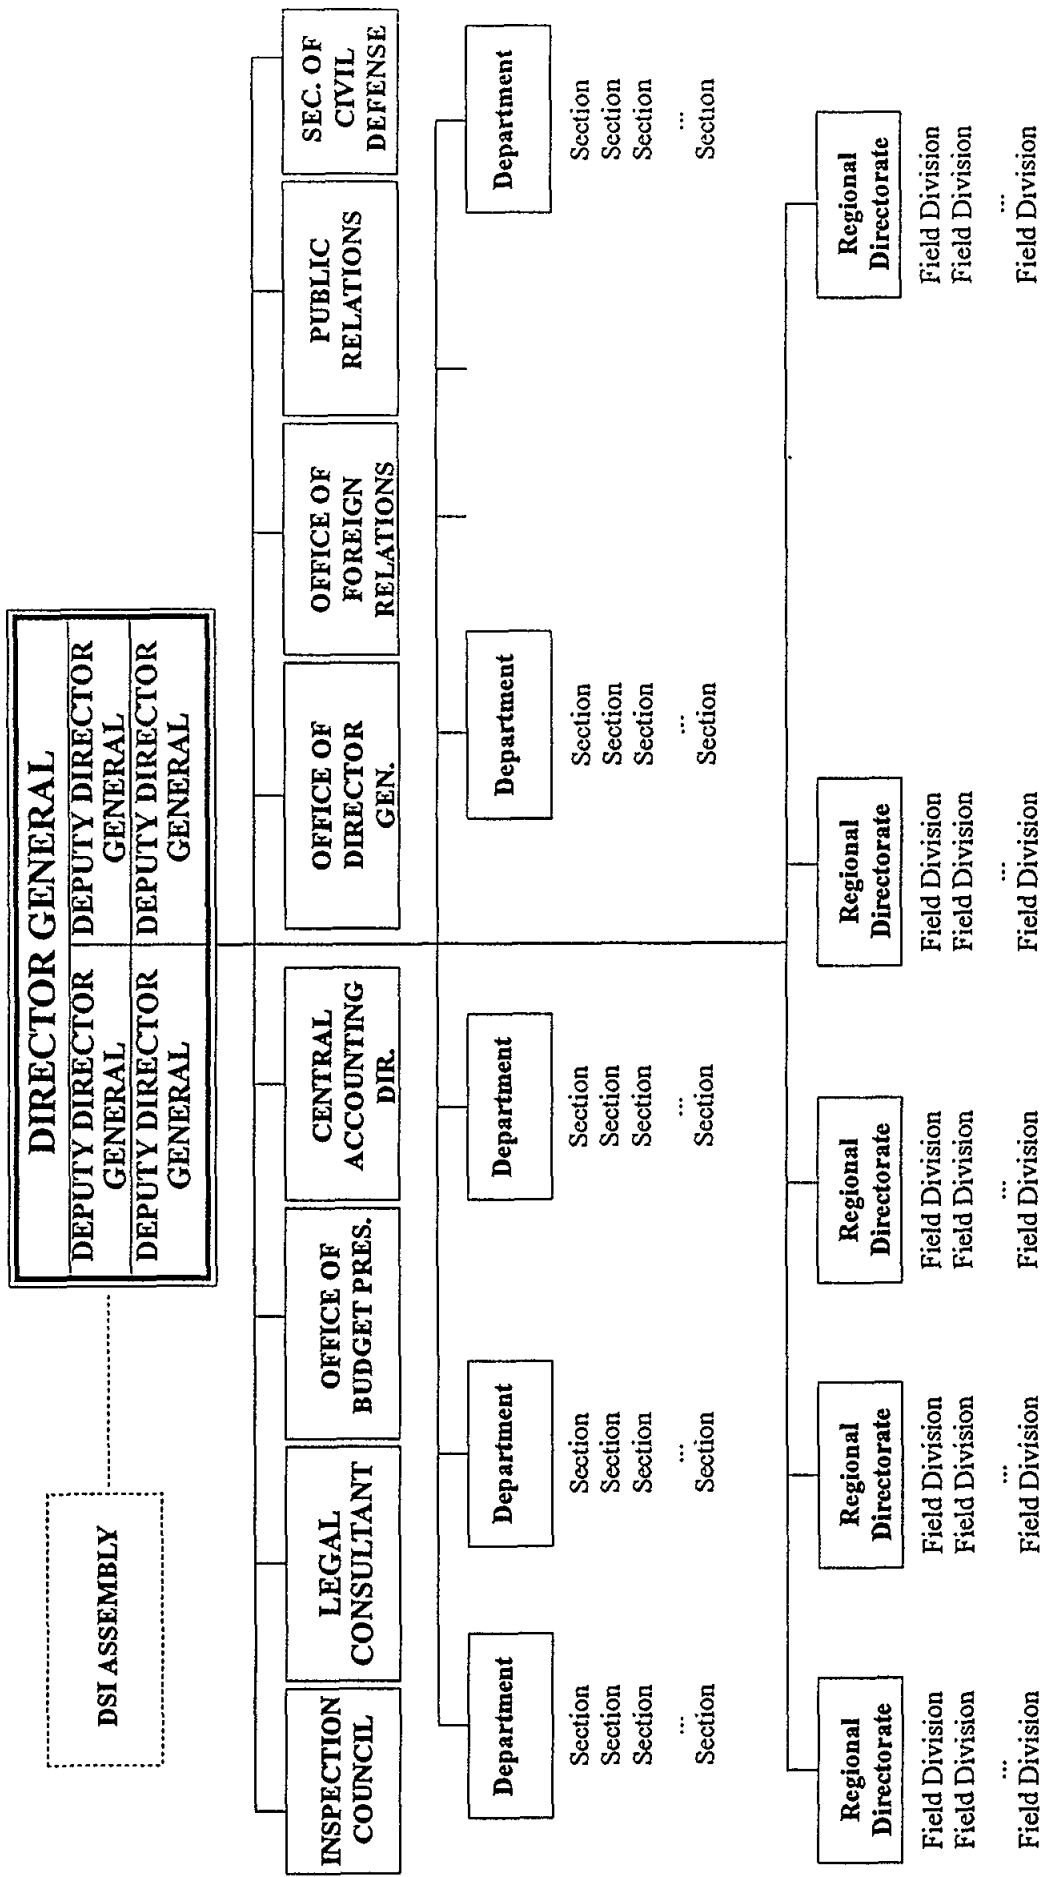 DSI ASSEMBLY
DIRECTOR GENERAL
DEPUTY DIRECTOR
GENERAL
DEPUTY DIRECTOR
GENERAL
DEPUTY DIRECTOR
GENERAL
DEPUTY DIRECTOR
GENERAL
INSPECTION
COUNCIL
LEGAL
CONSULTANT
OFFICE OF
BUDGET PRES.
CENTRAL
ACCOUNTING
DIR.
OFFICE OF
DIRECTOR
GEN.
OFFICE OF
FOREIGN
RELATIONS
PUBLIC
RELATIONS
SEC. OF
CIVIL
DEFENSE
Department
Section
Section
Section
...
Section
Department
Section
Section
Section
...
Section
Department
Section
Section
Section
...
Section
Department
Section
Section
Section
...
Section
Department
Section
Section
Section
...
Section
Regional
Directorate
Field Division
Field Division
...
Field Division
Regional
Directorate
Field Division
Field Division
...
Field Division
Regional
Directorate
Field Division
Field Division
...
Field Division
Regional
Directorate
Field Division
Field Division
...
Field Division
Regional
Directorate
Field Division
Field Division
...
Field Division